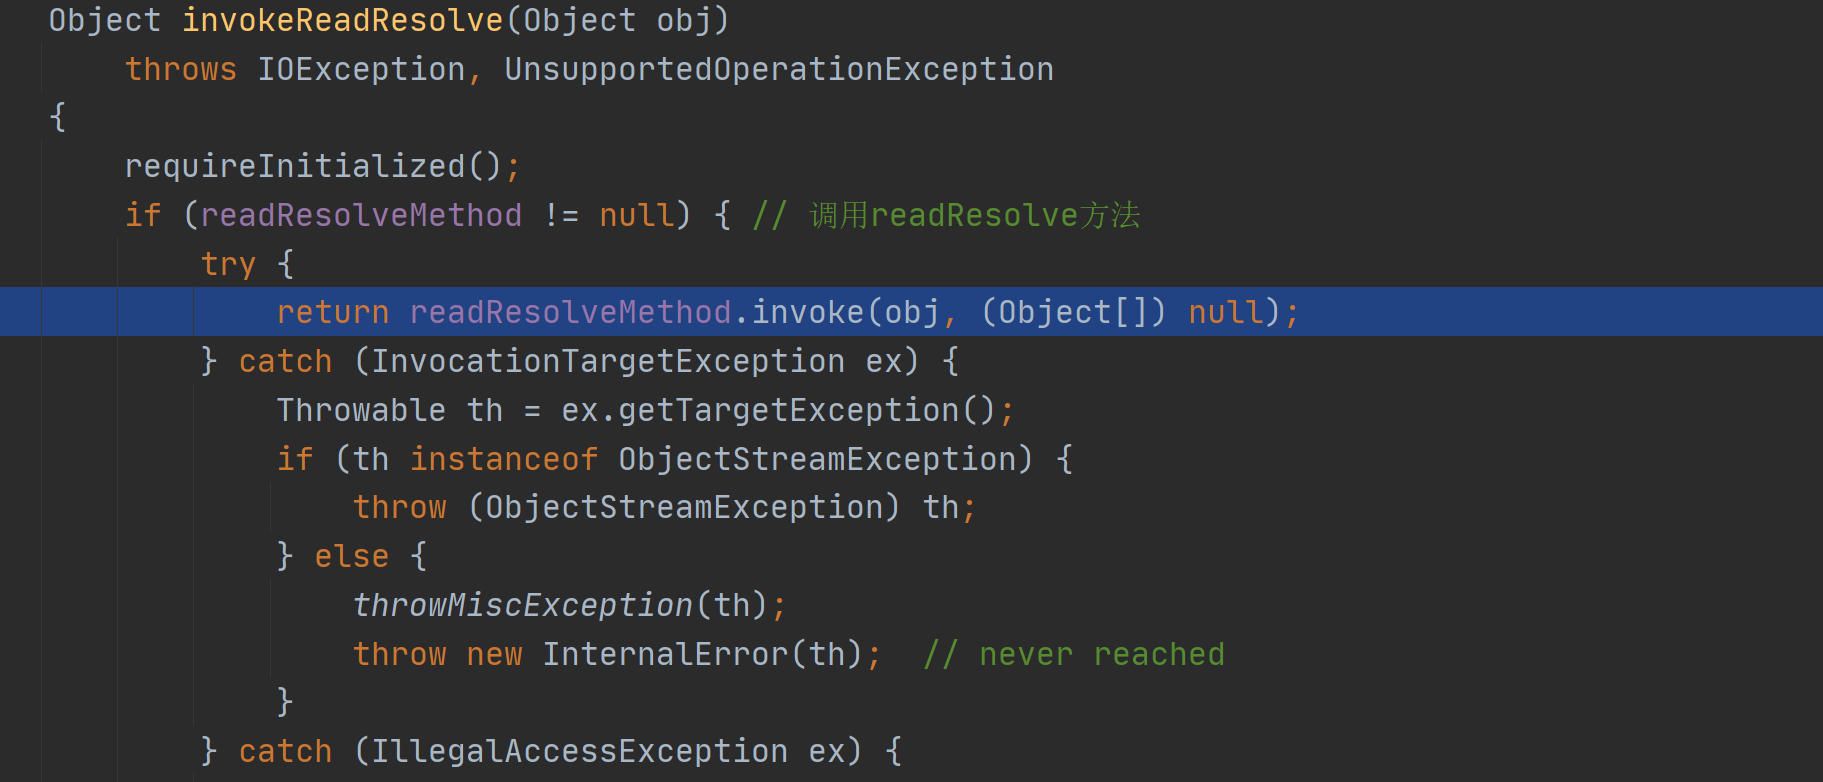 Object invokeReadResolve(Object obj)
    throws IOException, UnsupportedOperationException
{
    requireInitialized();
    if (readResolveMethod != null) { // 调用readResolve方法
        try {
            return readResolveMethod.invoke(obj, (Object[]) null);
        } catch (InvocationTargetException ex) {
            Throwable th = ex.getTargetException();
            if (th instanceof ObjectStreamException) {
                throw (ObjectStreamException) th;
            } else {
                throwMiscException(th);
                throw new InternalError(th);  // never reached
            }
        } catch (IllegalAccessException ex) {